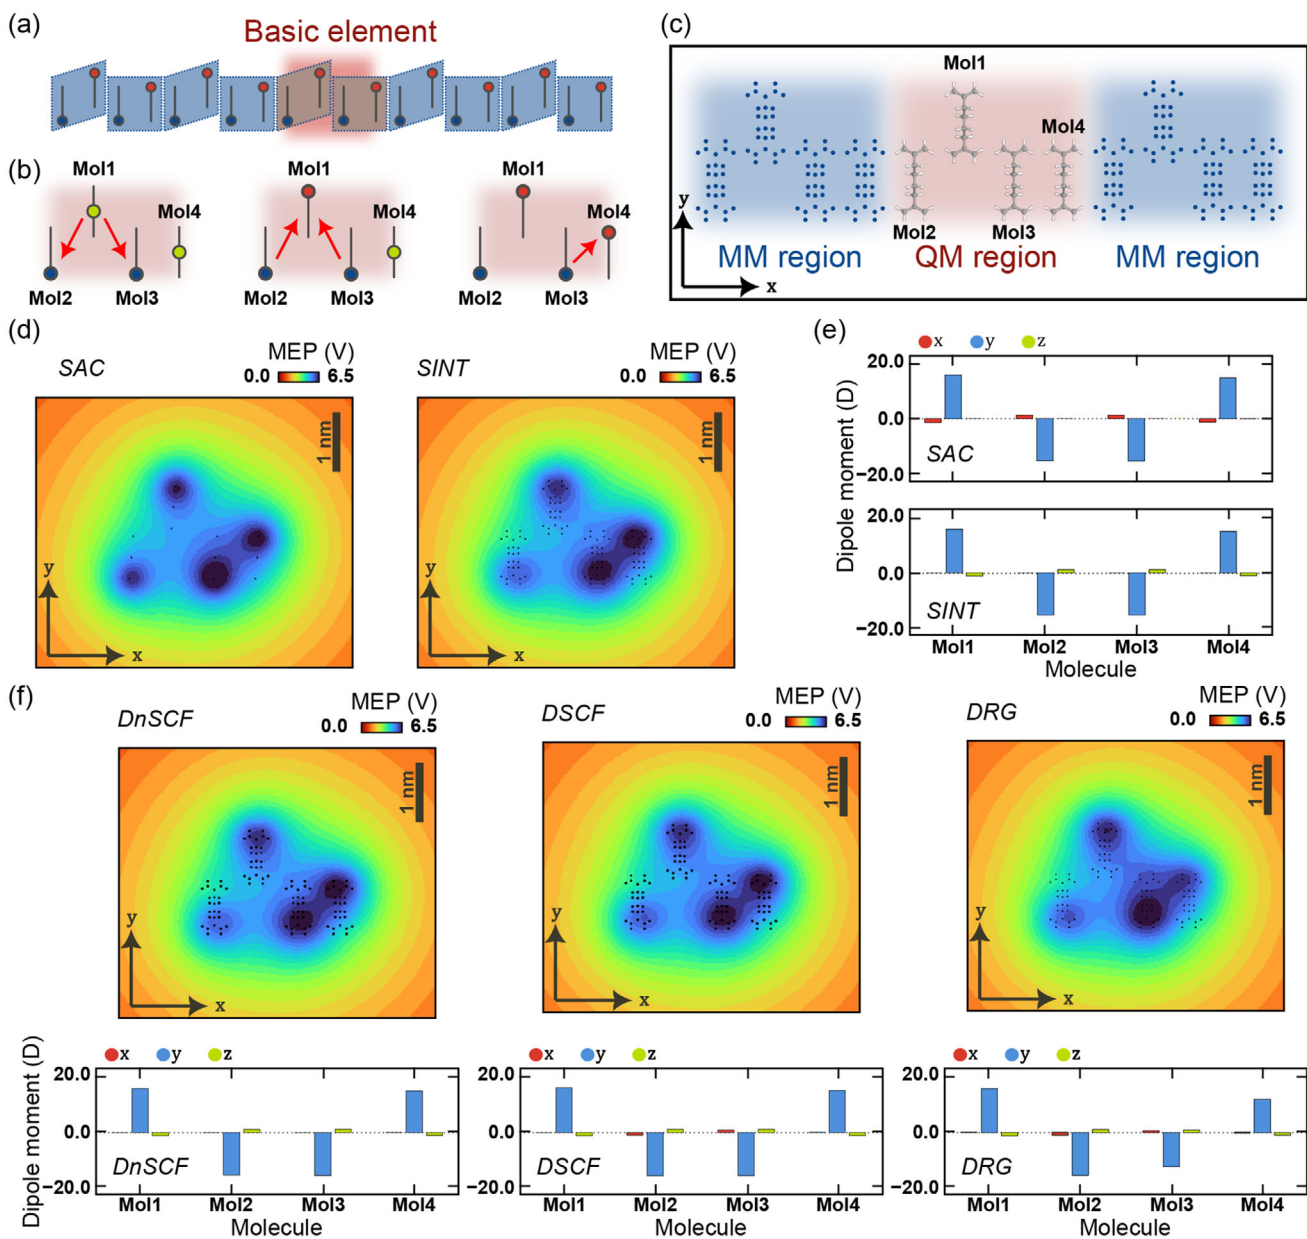 (a)
Basic element
(b)
Mol1
Mol2
Mol3
Mol4
Mol1
Mol2
Mol3
Mol4
Mol1
Mol2
Mol3
Mol4
(c)
Mol1
Mol4
Mol2
Mol3
MM region
QM region
MM region
y
x
(d)
SAC
MEP (V)
0.0 6.5
1 nm
y
x
SINT
MEP (V)
0.0 6.5
1 nm
y
x
(e)
x y z
20.0
0.0
−20.0
SAC
20.0
0.0
−20.0
SINT
Dipole moment (D)
Mol1 Mol2 Mol3 Mol4
Molecule
(f)
DnSCF
MEP (V)
0.0 6.5
1 nm
y
x
DSCF
MEP (V)
0.0 6.5
1 nm
y
x
DRG
MEP (V)
0.0 6.5
1 nm
y
x
Dipole moment (D)
x y z
20.0
0.0
−20.0
DnSCF
Mol1 Mol2 Mol3 Mol4
Molecule
x y z
20.0
0.0
−20.0
DSCF
Mol1 Mol2 Mol3 Mol4
Molecule
x y z
20.0
0.0
−20.0
DRG
Mol1 Mol2 Mol3 Mol4
Molecule